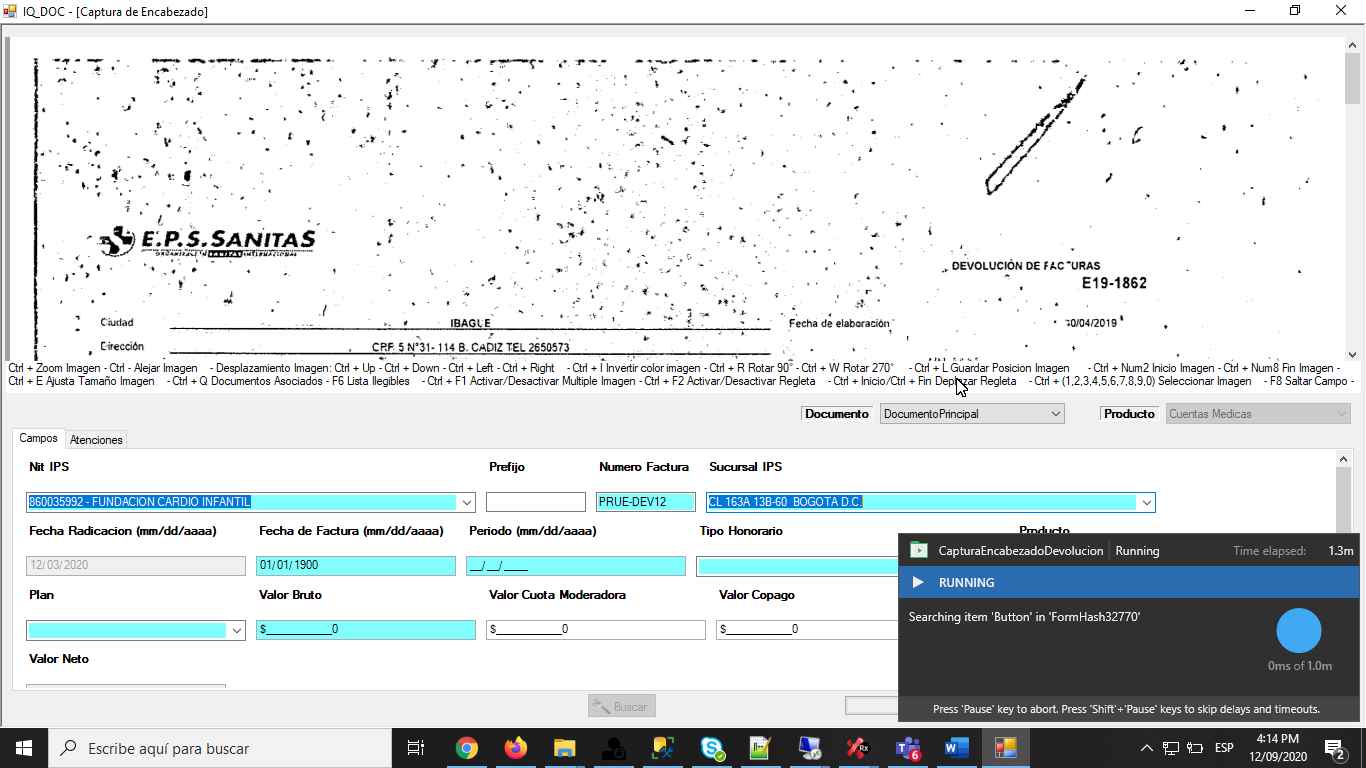 IQ_DOC - [Captura de Encabezado]
E.P.S.SANITAS
DEVOLUCIÓN DE FACTURAS
E19-1862
Ciudad IBAGUE Fecha de elaboración 30/04/2019
Dirección CRF 5 N°31- 114 B. CADIZ TEL 2650573
Ctrl + Zoom Imagen - Ctrl - Alejar Imagen - Desplazamiento Imagen: Ctrl + Up - Ctrl + Down - Ctrl + Left - Ctrl + Right - Ctrl + I Invertir color imagen - Ctrl + R Rotar 90° - Ctrl + W Rotar 270° - Ctrl + L Guardar Posicion Imagen - Ctrl + Num2 Inicio Imagen - Ctrl + Num8 Fin Imagen -
Ctrl + E Ajusta Tamaño Imagen - Ctrl + Q Documentos Asociados - F6 Lista Ilegibles - Ctrl + F1 Activar/Desactivar Multiple Imagen - Ctrl + F2 Activar/Desactivar Regleta - Ctrl + Inicio/Ctrl + Fin Regleta - Ctrl + (1,2,3,4,5,6,7,8,9,0) Seleccionar Imagen - F8 Saltar Campo -
Documento DocumentoPrincipal Producto Cuentas Medicas
Campos Atenciones
Nit IPS Prefijo Numero Factura Sucursal IPS
860035992 - FUNDACION CARDIO INFANTIL PRUE-DEV12 CL 163A 13B-60 BOGOTA D.C.
Fecha Radicacion (mm/dd/aaaa) Fecha de Factura (mm/dd/aaaa) Periodo (mm/dd/aaaa) Tipo Honorario Producto
12/03/2020 01/01/1900 __/__/____
Plan Valor Bruto Valor Cuota Moderadora Valor Copago
$___________0 $___________0 $___________0
Valor Neto
Buscar
CapturaEncabezadoDevolucion Running Time elapsed: 1.3m
RUNNING
Searching item 'Button' in 'FormHash32770'
0ms of 1.0m
Press 'Pause' key to abort. Press 'Shift'+'Pause' keys to skip delays and timeouts.
Escribe aquí para buscar
Rx
6
ESP
4:14 PM
12/09/2020
2